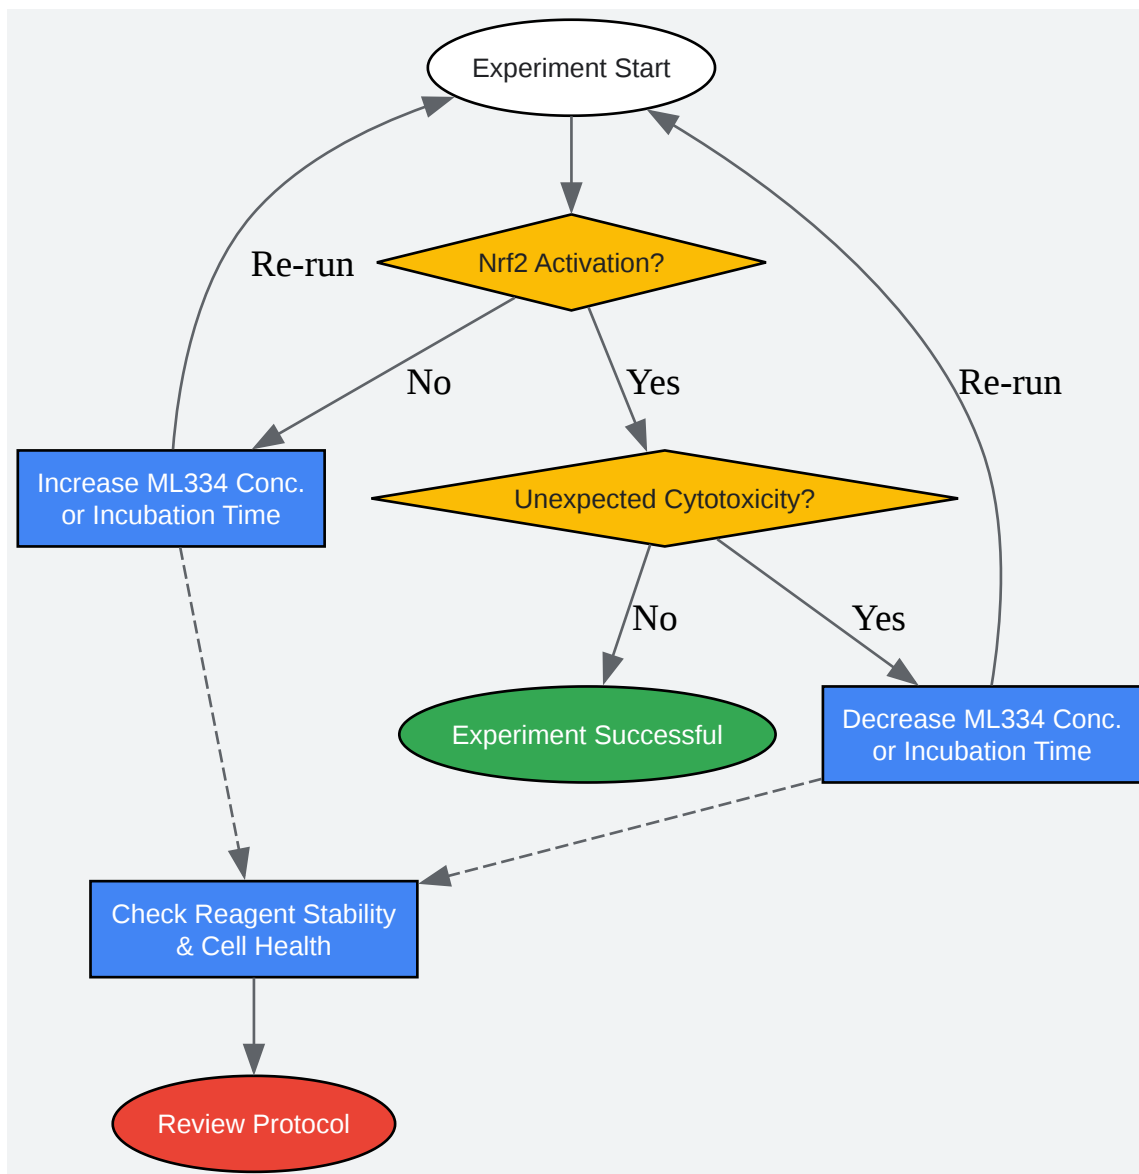 Experiment Start
Nrf2 Activation?
Re-run
No
Yes
Re-run
Increase ML334 Conc.
or Incubation Time
Unexpected Cytotoxicity?
No
Yes
Experiment Successful
Decrease ML334 Conc.
or Incubation Time
Check Reagent Stability
& Cell Health
Review Protocol